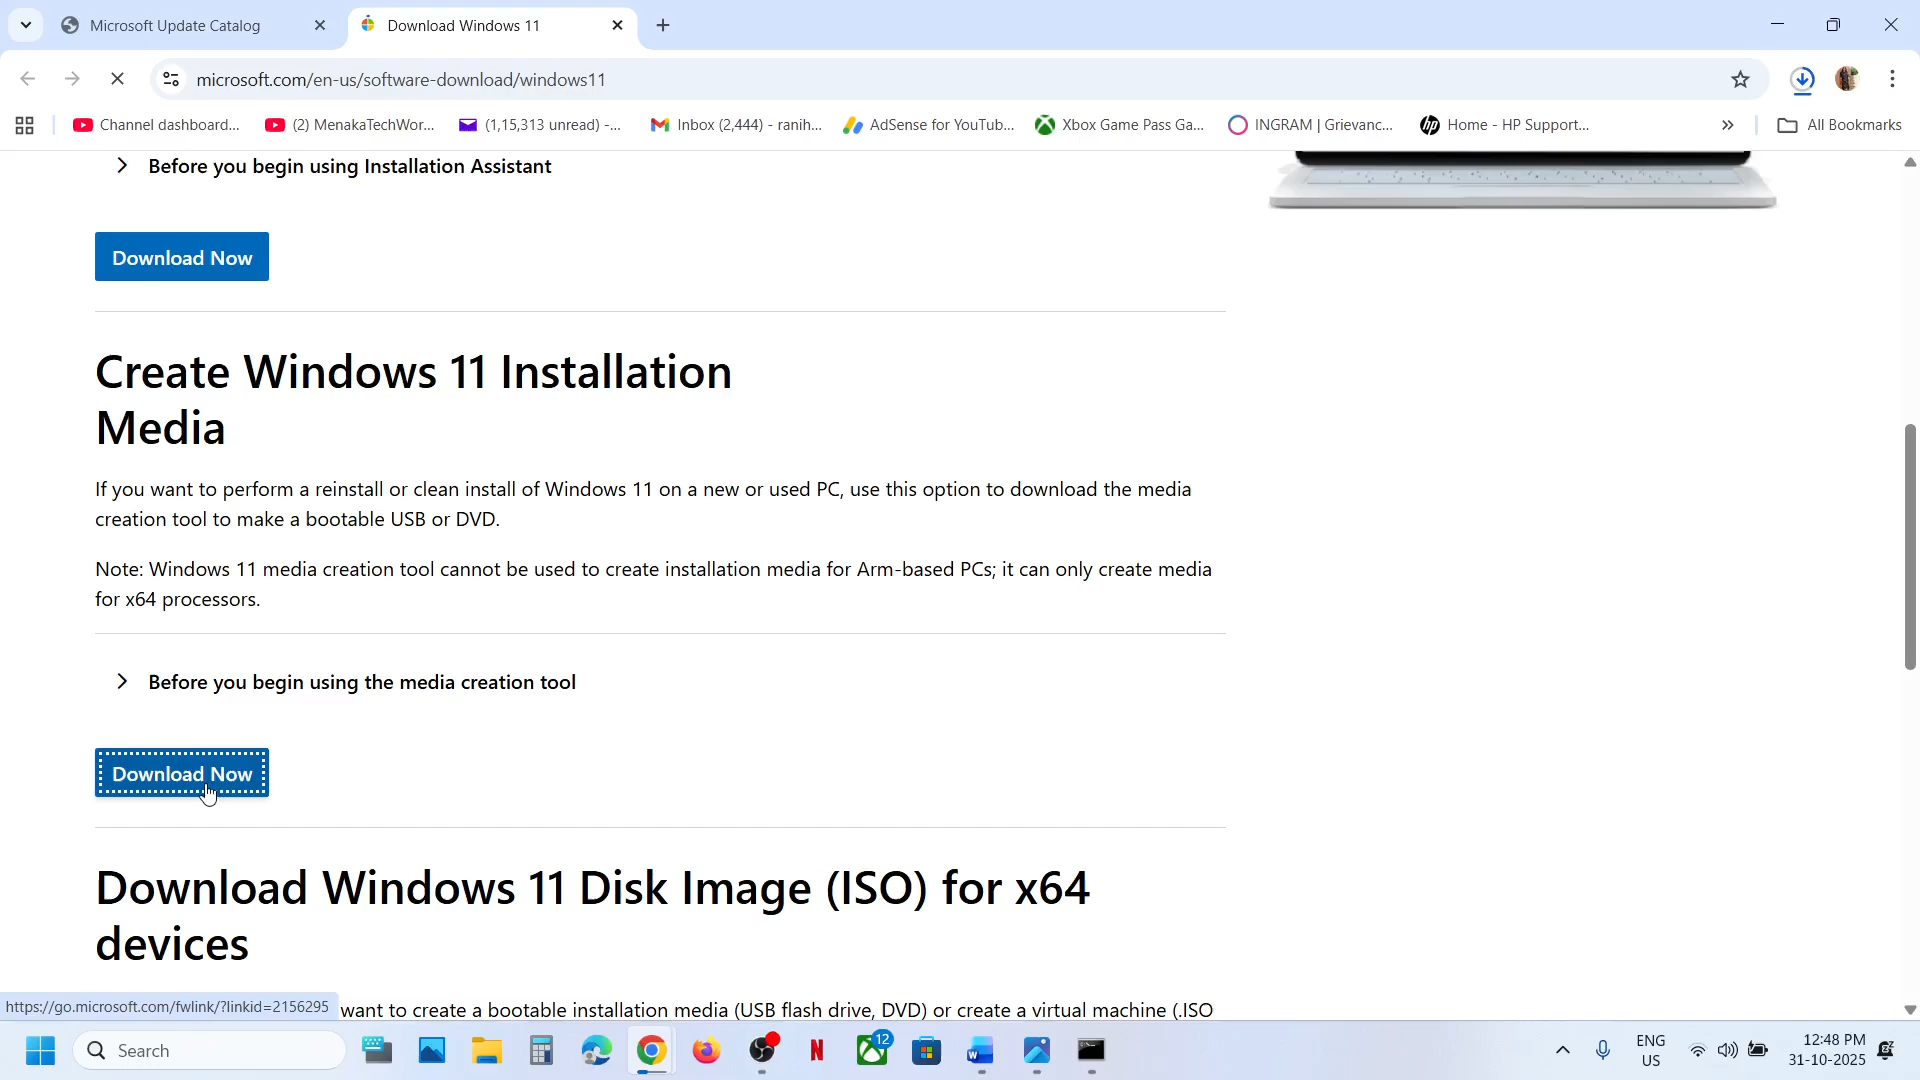 Microsoft Update Catalog
Download Windows 11
microsoft.com/en-us/software-download/windows11
Channel dashboard...
(2) MenakaTechWor...
(1,15,313 unread) -...
Inbox (2,444) - ranih...
AdSense for YouTub...
Xbox Game Pass Ga...
INGRAM | Grievanc...
Home - HP Support...
All Bookmarks
Before you begin using Installation Assistant
Download Now
Create Windows 11 Installation
Media
If you want to perform a reinstall or clean install of Windows 11 on a new or used PC, use this option to download the media
creation tool to make a bootable USB or DVD.
Note: Windows 11 media creation tool cannot be used to create installation media for Arm-based PCs; it can only create media
for x64 processors.
Before you begin using the media creation tool
Download Now
Download Windows 11 Disk Image (ISO) for x64
devices
https://go.microsoft.com/fwlink/?linkid=2156295
want to create a bootable installation media (USB flash drive, DVD) or create a virtual machine (.ISO
Search
12
ENG
US
12:48 PM
31-10-2025